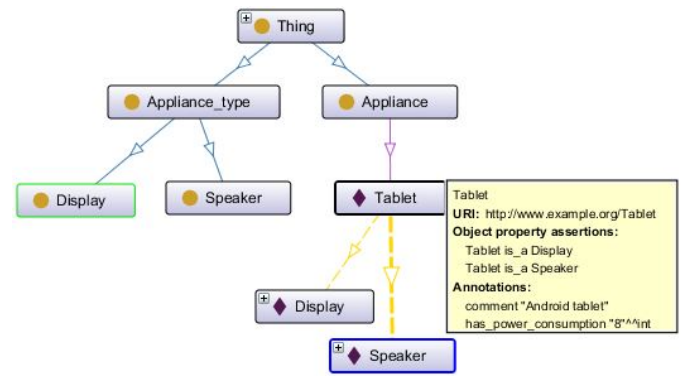 Thing
Appliance_type
Appliance
Display
Speaker
Tablet
Tablet
URI: http://www.example.org/Tablet
Object property assertions:
Tablet is_a Display
Tablet is_a Speaker
Annotations:
comment "Android tablet"
has_power_consumption "8"^^int
Display
Speaker